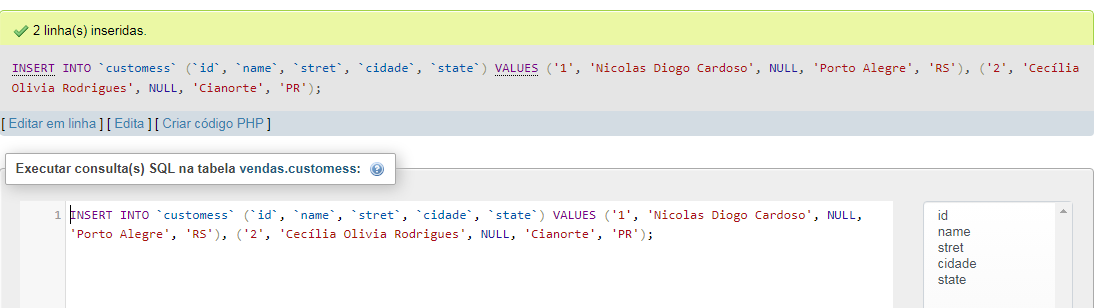 2 linha(s) inseridas.
INSERT INTO `customess` (`id`, `name`, `stret`, `cidade`, `state`) VALUES ('1', 'Nicolas Diogo Cardoso', NULL, 'Porto Alegre', 'RS'), ('2', 'Cecília
Olivia Rodrigues', NULL, 'Cianorte', 'PR');
[ Editar em linha ] [ Edita ] [ Criar código PHP ]
Executar consulta(s) SQL na tabela vendas.customess:
1 INSERT INTO `customess` (`id`, `name`, `stret`, `cidade`, `state`) VALUES ('1', 'Nicolas Diogo Cardoso', NULL,
'Porto Alegre', 'RS'), ('2', 'Cecília Olivia Rodrigues', NULL, 'Cianorte', 'PR');
id
name
stret
cidade
state